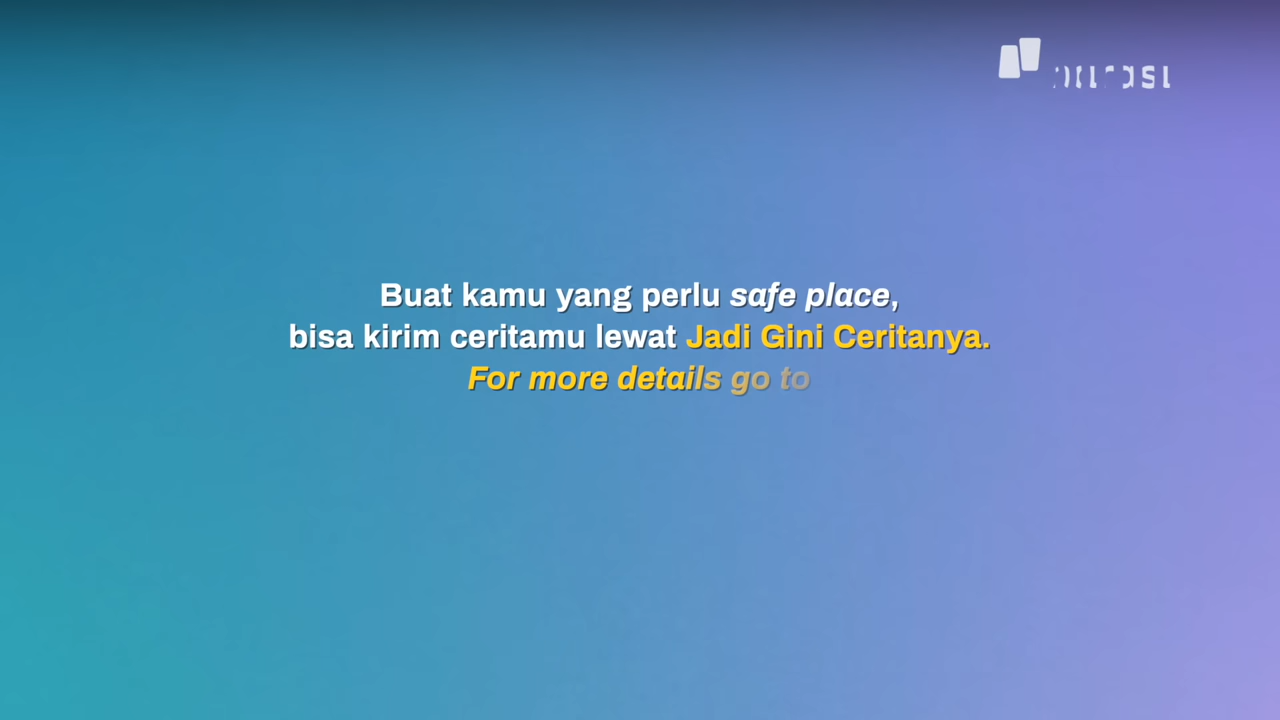 Buat kamu yang perlu safe place,
bisa kirim ceritamu lewat Jadi Gini Ceritanya.
For more details go to